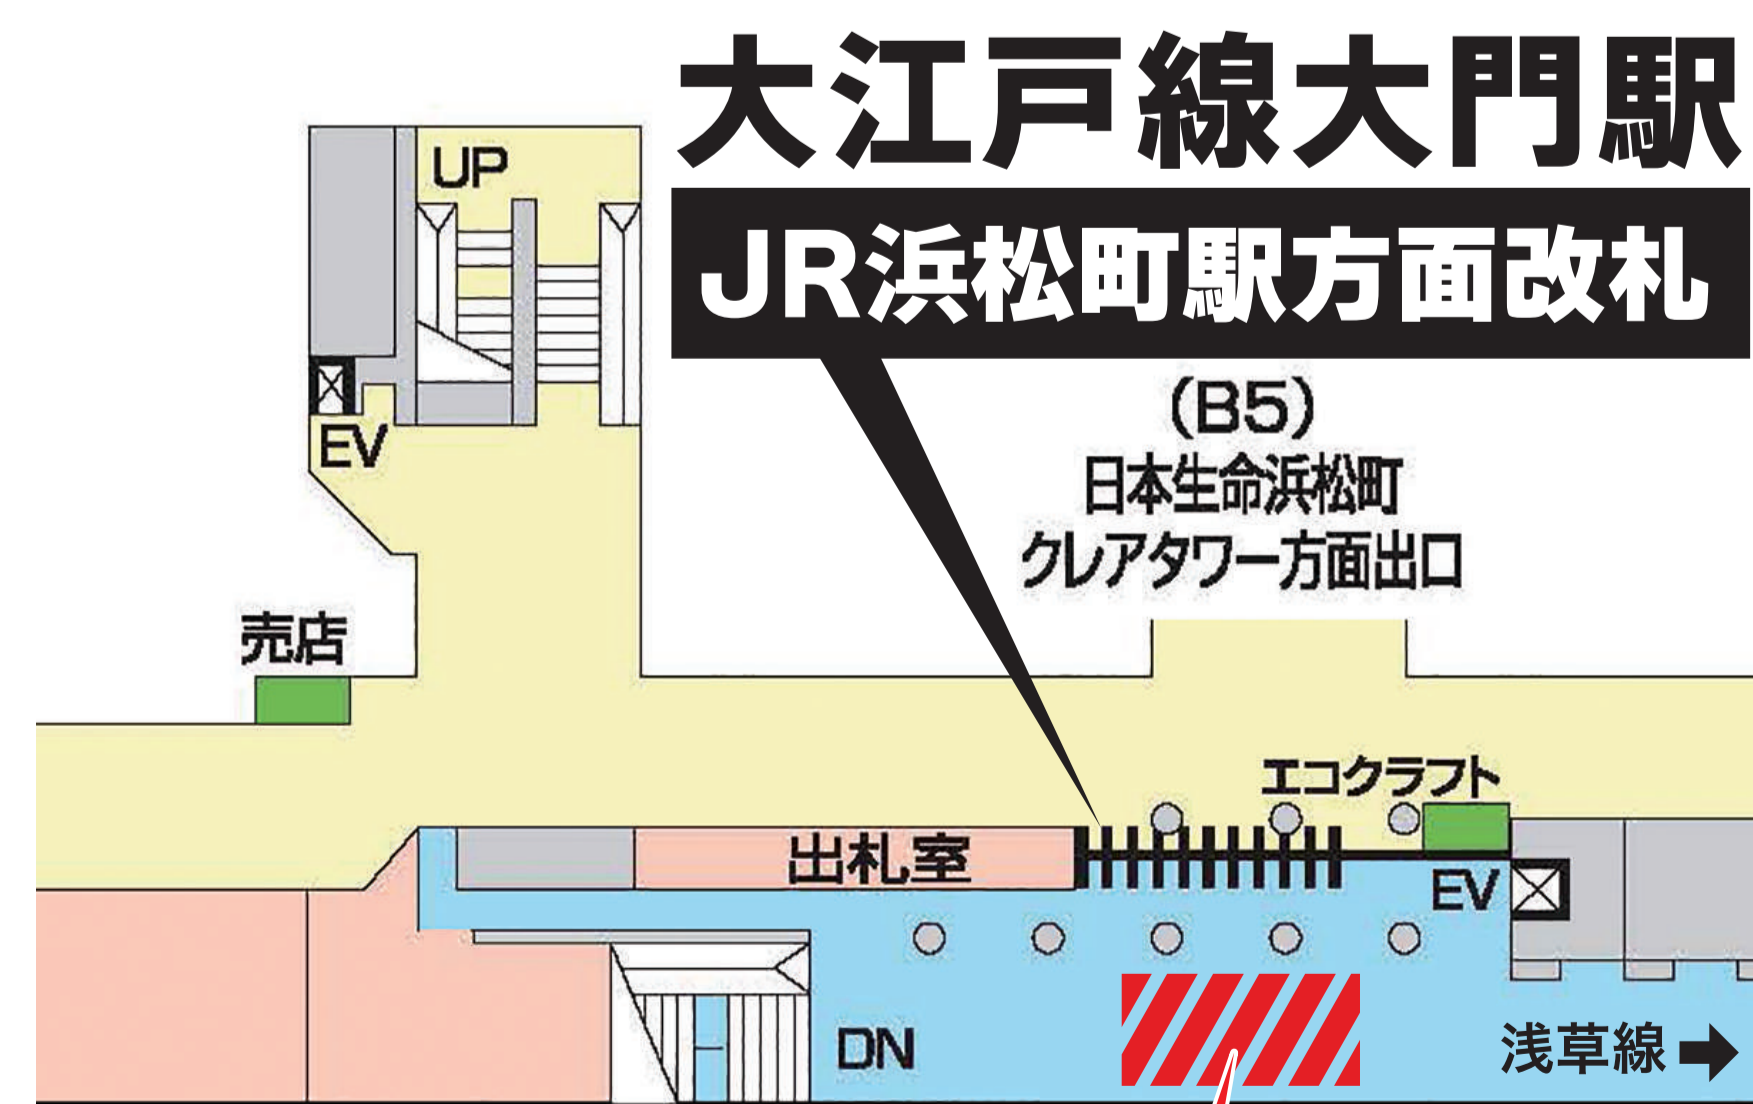 大江戸線大門駅
JR浜松町駅方面改札
UP
(B5)
日本生命浜松町
クレアタワー方面出口
EV
売店
エコクラフト
出札室
EV
DN
浅草線